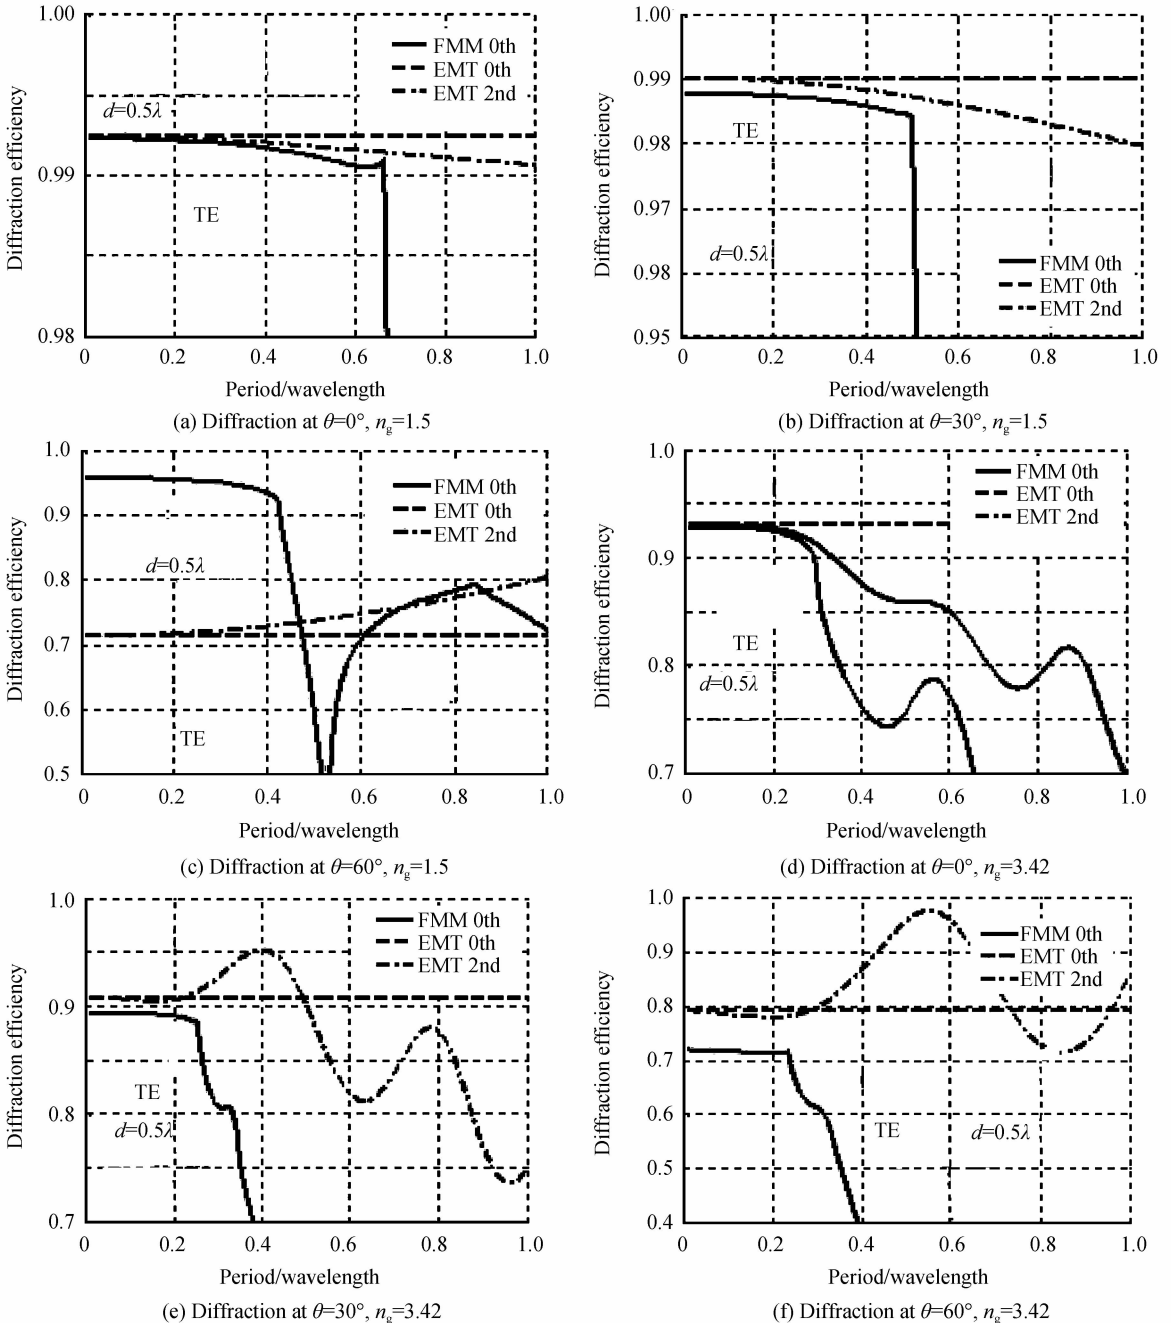 1.00
FMM 0th
EMT 0th
EMT 2nd
d=0.5λ
0.99
TE
0.98
0 0.2 0.4 0.6 0.8 1.0
Diffraction efficiency
Period/wavelength
(a) Diffraction at θ=0°, ng=1.5
1.00
0.99
TE
0.98
0.97
d=0.5λ
FMM 0th
0.98
EMT 0th
EMT 2nd
0.95
0 0.2 0.4 0.6 0.8 1.0
Diffraction efficiency
Period/wavelength
(b) Diffraction at θ=30°, ng=1.5
1.0
FMM 0th
0.9
EMT 0th
EMT 2nd
d=0.5λ
0.8
0.7
TE
0.6
0.5
0 0.2 0.4 0.6 0.8 1.0
Diffraction efficiency
Period/wavelength
(c) Diffraction at θ=60°, ng=1.5
1.0
FMM 0th
EMT 0th
EMT 2nd
0.9
TE
0.8
d=0.5λ
0.7
0 0.2 0.4 0.6 0.8 1.0
Diffraction efficiency
Period/wavelength
(d) Diffraction at θ=0°, ng=3.42
1.0
FMM 0th
EMT 0th
EMT 2nd
0.9
TE
0.8
d=0.5λ
0.7
0 0.2 0.4 0.6 0.8 1.0
Diffraction efficiency
Period/wavelength
(e) Diffraction at θ=30°, ng=3.42
1.0
FMM 0th
0.9
EMT 0th
EMT 2nd
0.8
0.7
0.6
TE
d=0.5λ
0.5
0.4
0 0.2 0.4 0.6 0.8 1.0
Diffraction efficiency
Period/wavelength
(f) Diffraction at θ=60°, ng=3.42